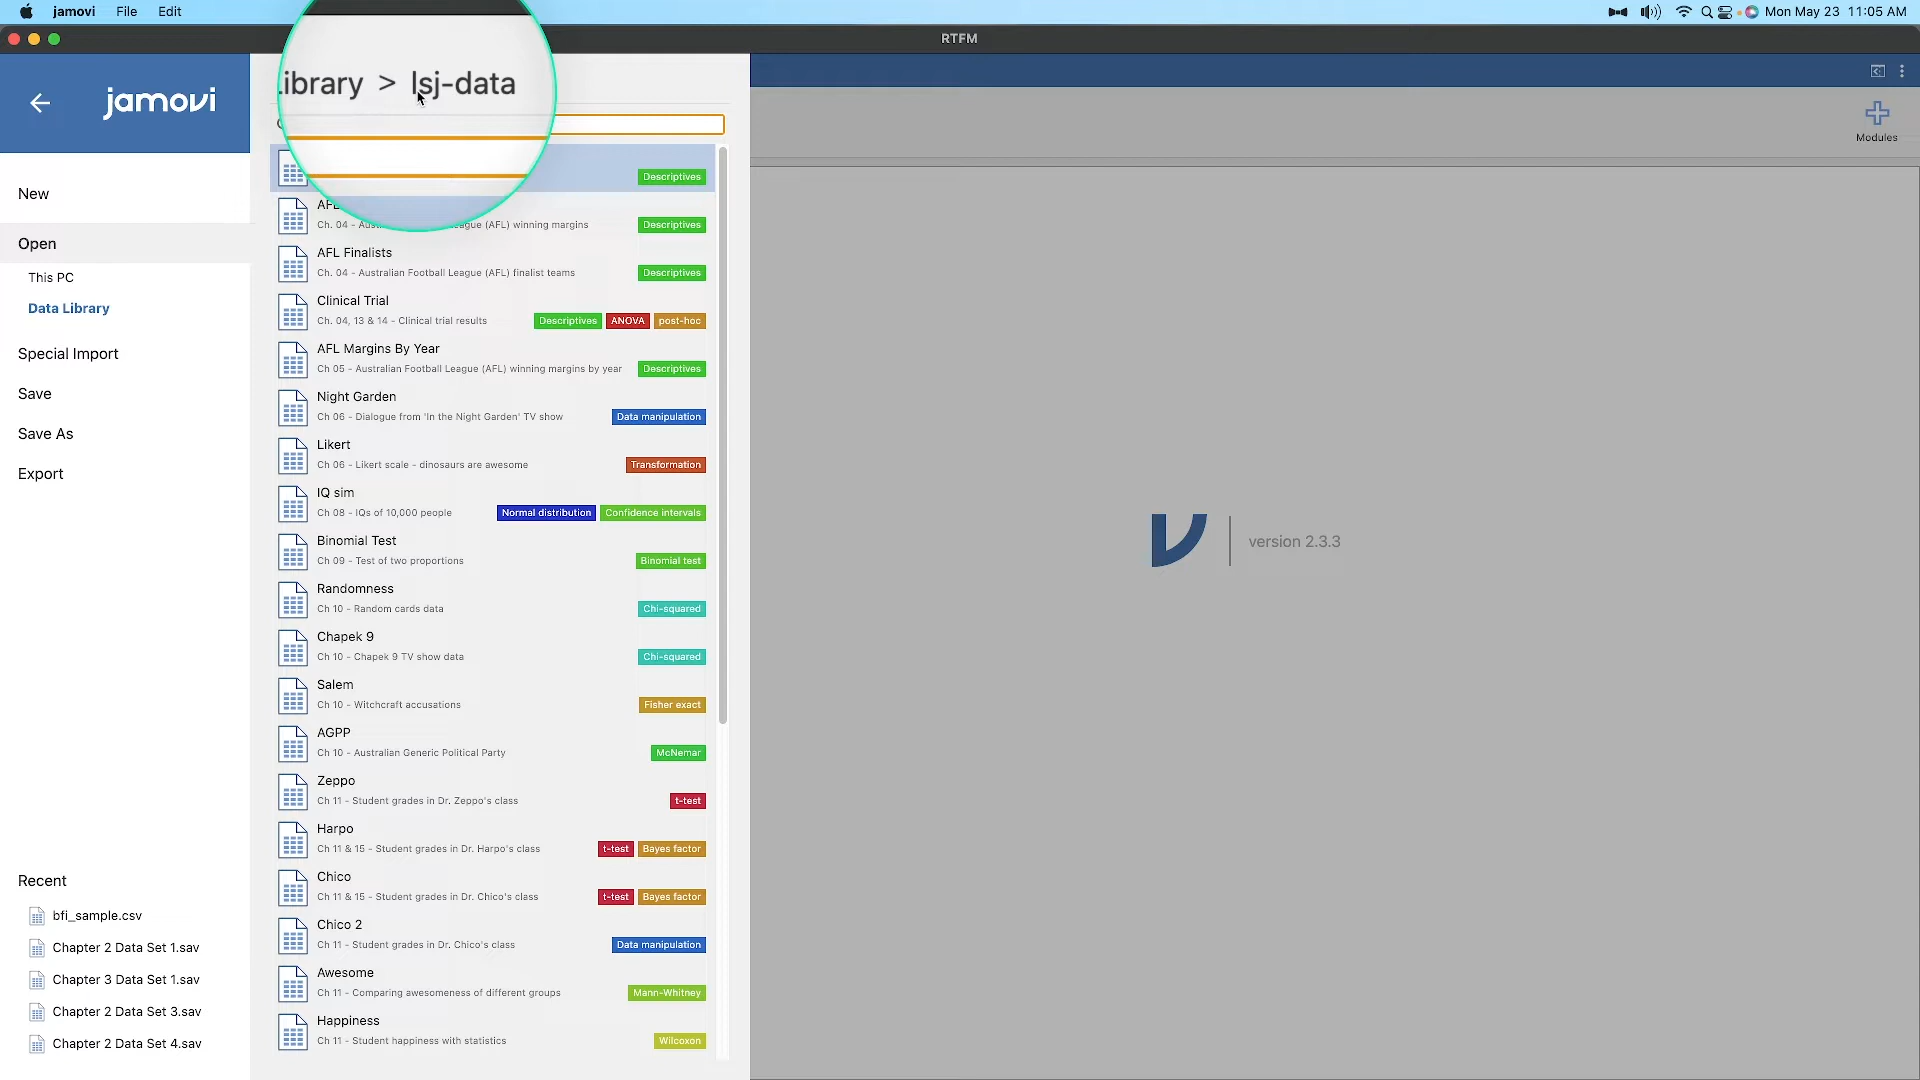 jamovi File Edit Mon May 23 11:05 AM
RTFM
jamovi
New
Open
This PC
Data Library
Special Import
Save
Save As
Export
Recent
bfi_sample.csv
Chapter 2 Data Set 1.sav
Chapter 3 Data Set 1.sav
Chapter 2 Data Set 3.sav
Chapter 2 Data Set 4.sav
Library > lsj-data
Descriptives
AFL
Ch. 04 - League (AFL) winning margins Descriptives
AFL Finalists
Ch. 04 - Australian Football League (AFL) finalist teams Descriptives
Clinical Trial
Ch. 04, 13 & 14 - Clinical trial results Descriptives ANOVA post-hoc
AFL Margins By Year
Ch 05 - Australian Football League (AFL) winning margins by year Descriptives
Night Garden
Ch 06 - Dialogue from 'In the Night Garden' TV show Data manipulation
Likert
Ch 06 - Likert scale - dinosaurs are awesome Transformation
IQ sim
Ch 08 - IQs of 10,000 people Normal distribution Confidence intervals
Binomial Test
Ch 09 - Test of two proportions Binomial test
Randomness
Ch 10 - Random cards data Chi-squared
Chapek 9
Ch 10 - Chapek 9 TV show data Chi-squared
Salem
Ch 10 - Witchcraft accusations Fisher exact
AGPP
Ch 10 - Australian Generic Political Party McNemar
Zeppo
Ch 11 - Student grades in Dr. Zeppo's class t-test
Harpo
Ch 11 & 15 - Student grades in Dr. Harpo's class t-test Bayes factor
Chico
Ch 11 & 15 - Student grades in Dr. Chico's class t-test Bayes factor
Chico 2
Ch 11 - Student grades in Dr. Chico's class Data manipulation
Awesome
Ch 11 - Comparing awesomeness of different groups Mann-Whitney
Happiness
Ch 11 - Student happiness with statistics Wilcoxon
Modules
version 2.3.3